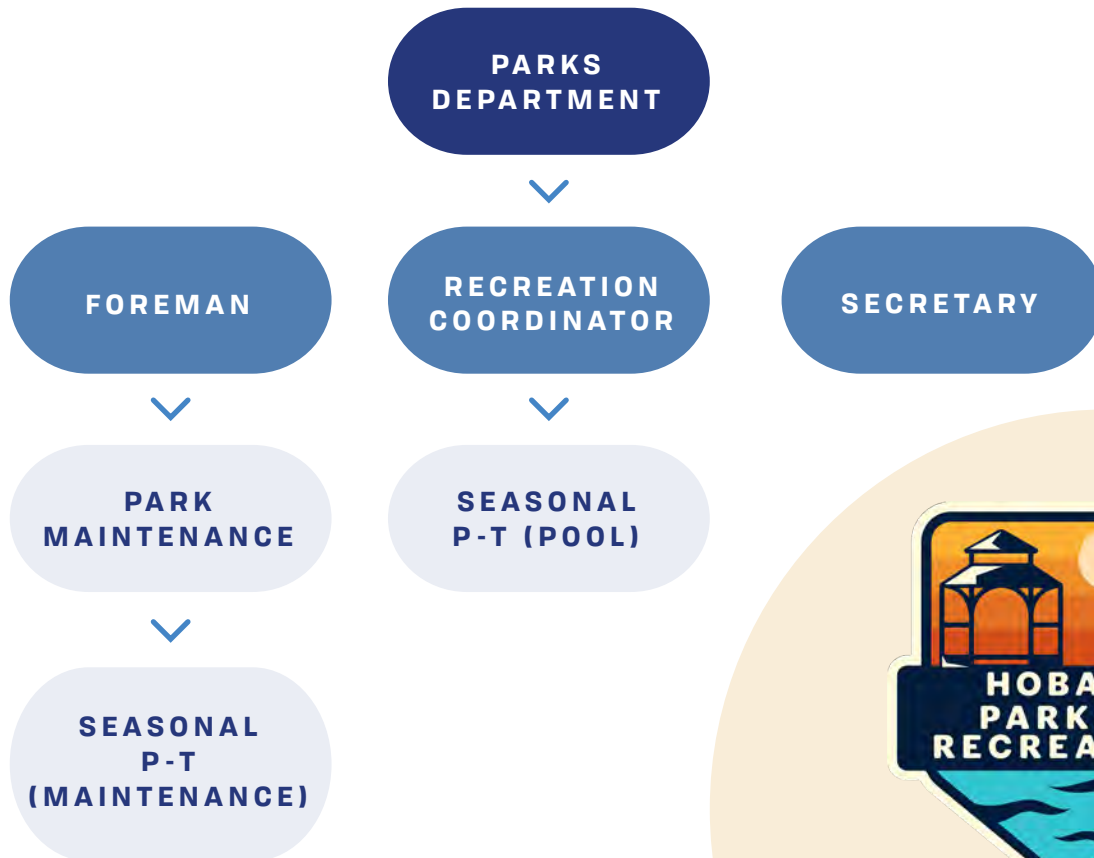 PARKS
DEPARTMENT
FOREMAN
RECREATION
COORDINATOR
SECRETARY
PARK
MAINTENANCE
SEASONAL
P-T (POOL)
SEASONAL
P-T
(MAINTENANCE)